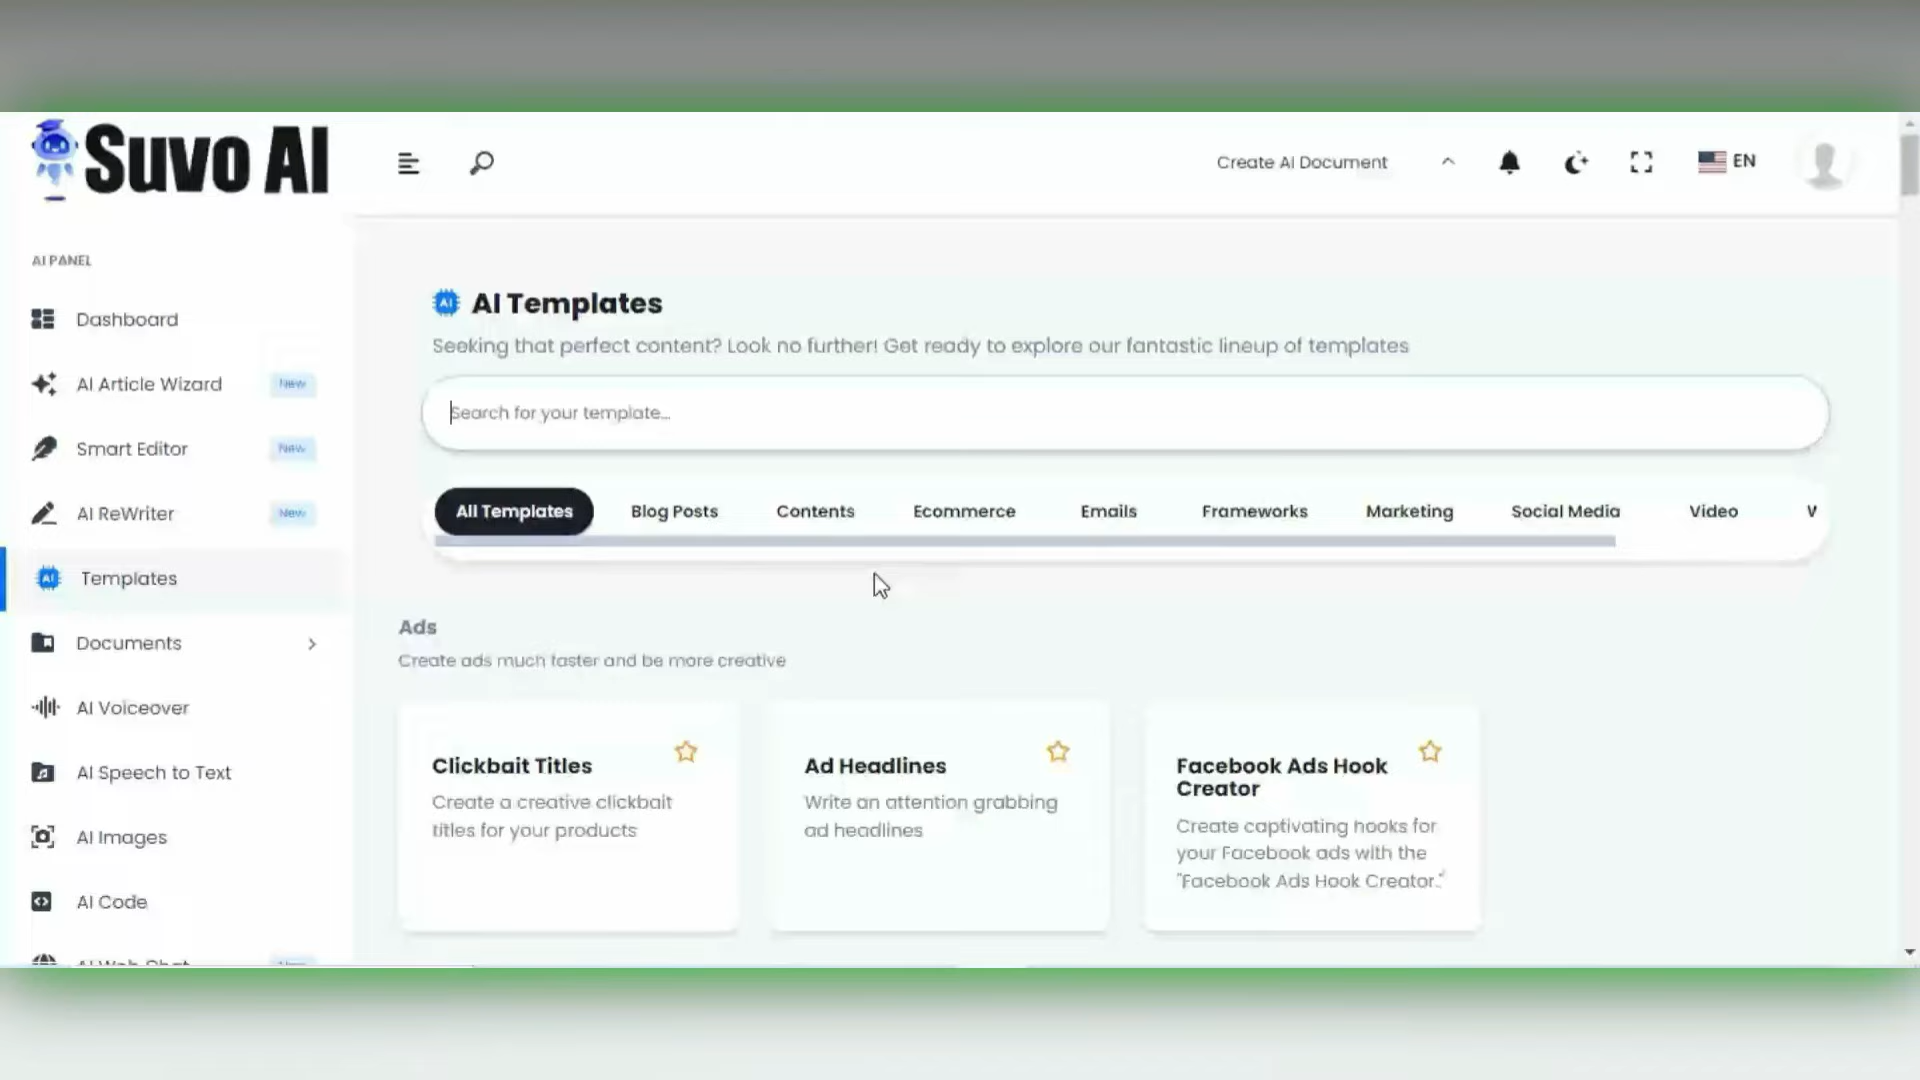 Suvo AI
Create AI Document
EN
AI PANEL
Dashboard
AI Article Wizard New
Smart Editor New
AI ReWriter New
Templates
Documents
AI Voiceover
AI Speech to Text
AI Images
AI Code
AI Web Chat
AI Templates
Seeking that perfect content? Look no further! Get ready to explore our fantastic lineup of templates
Search for your template...
All Templates Blog Posts Contents Ecommerce Emails Frameworks Marketing Social Media Video W
Ads
Create ads much faster and be more creative
Clickbait Titles
Create a creative clickbait
titles for your products
Ad Headlines
Write an attention grabbing
ad headlines
Facebook Ads Hook
Creator
Create captivating hooks for
your Facebook ads with the
"Facebook Ads Hook Creator."